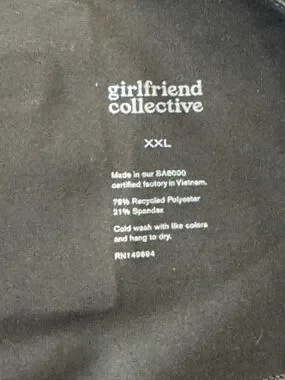 girlfriend
collective
XXL
Made in our SA8000
certified factory in Vietnam.
79% Recycled Polyester
21% Spandex
Cold wash with like colors
and hang to dry.
RN149694